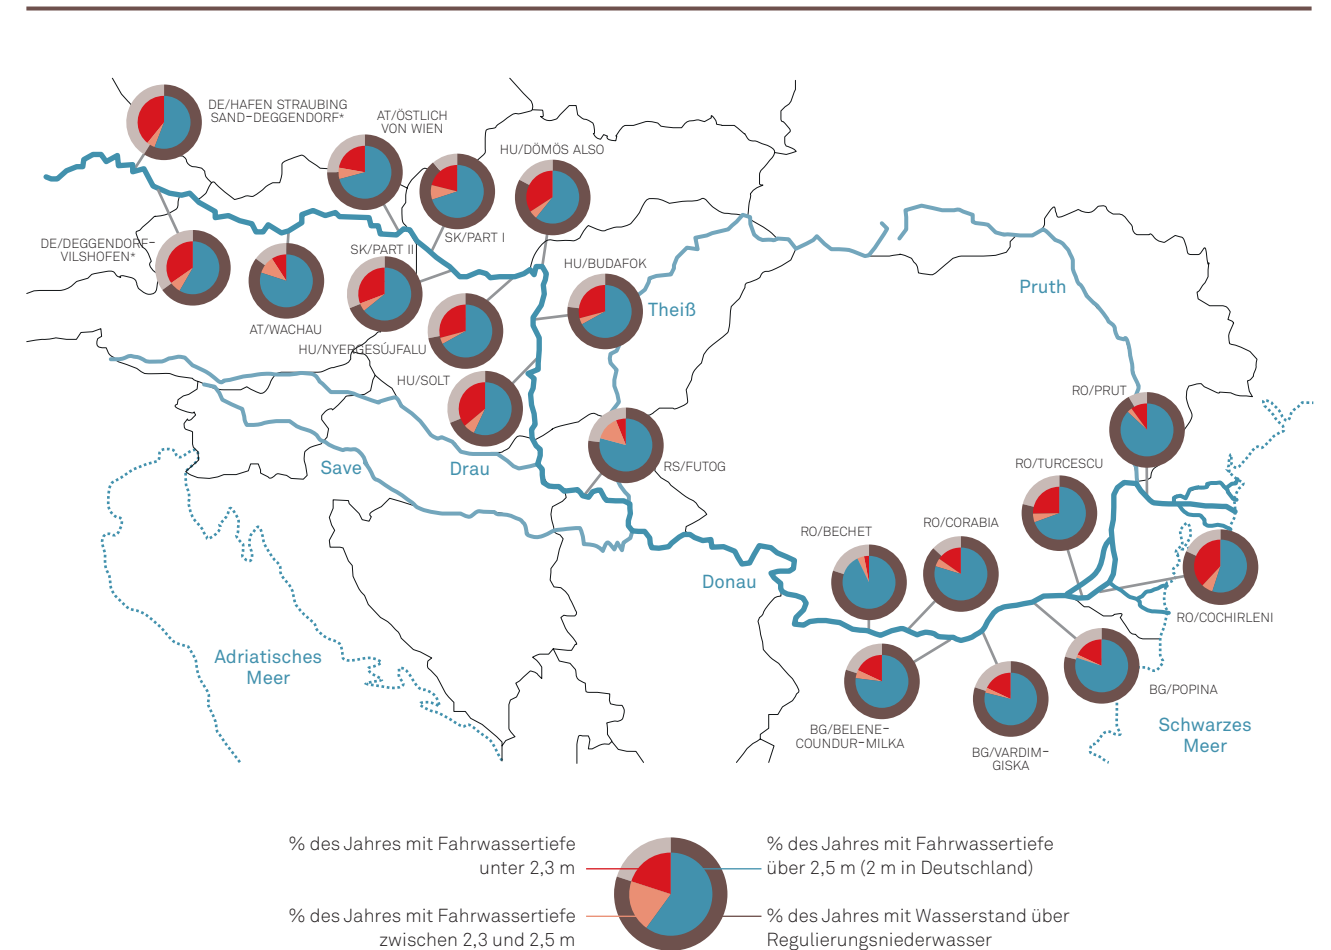 DE/HAFEN STRAUBING
SAND-DEGGENDORF*
AT/ÖSTLICH
VON WIEN
HU/DÖMÖS ALSO
SK/PART I
DE/DEGGENDORF-
VILSHOFEN*
SK/PART II
HU/BUDAFOK
AT/WACHAU
Theiß
Pruth
HU/NYERGESÚJFALU
HU/SOLT
RO/PRUT
Save
Drau
RS/FUTOG
RO/TURCESCU
RO/BECHET
RO/CORABIA
Donau
RO/COCHIRLENI
Adriatisches
Meer
BG/POPINA
BG/BELENE-
COUNDUR-MILKA
BG/VARDIM-
GISKA
Schwarzes
Meer
% des Jahres mit Fahrwassertiefe
unter 2,3 m
% des Jahres mit Fahrwassertiefe
über 2,5 m (2 m in Deutschland)
% des Jahres mit Fahrwassertiefe
zwischen 2,3 und 2,5 m
% des Jahres mit Wasserstand über
Regulierungsniederwasser